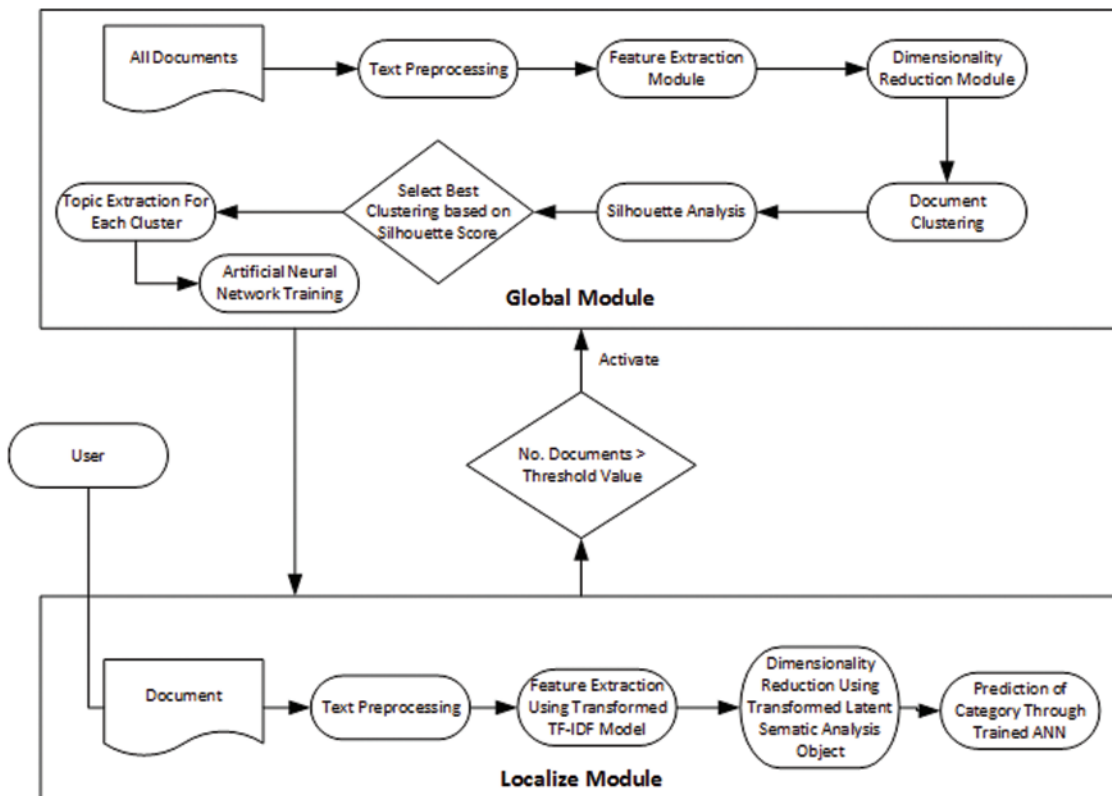 All Documents
Text Preprocessing
Feature Extraction
Module
Dimensionality
Reduction Module
Topic Extraction For
Each Cluster
Select Best
Clustering based on
Silhouette Score
Silhouette Analysis
Document
Clustering
Artificial Neural
Network Training
Global Module
Activate
User
No. Documents >
Threshold Value
Document
Text Preprocessing
Feature Extraction
Using Transformed
TF-IDF Model
Dimensionality
Reduction Using
Transformed Latent
Sematic Analysis
Object
Prediction of
Category Through
Trained ANN
Localize Module